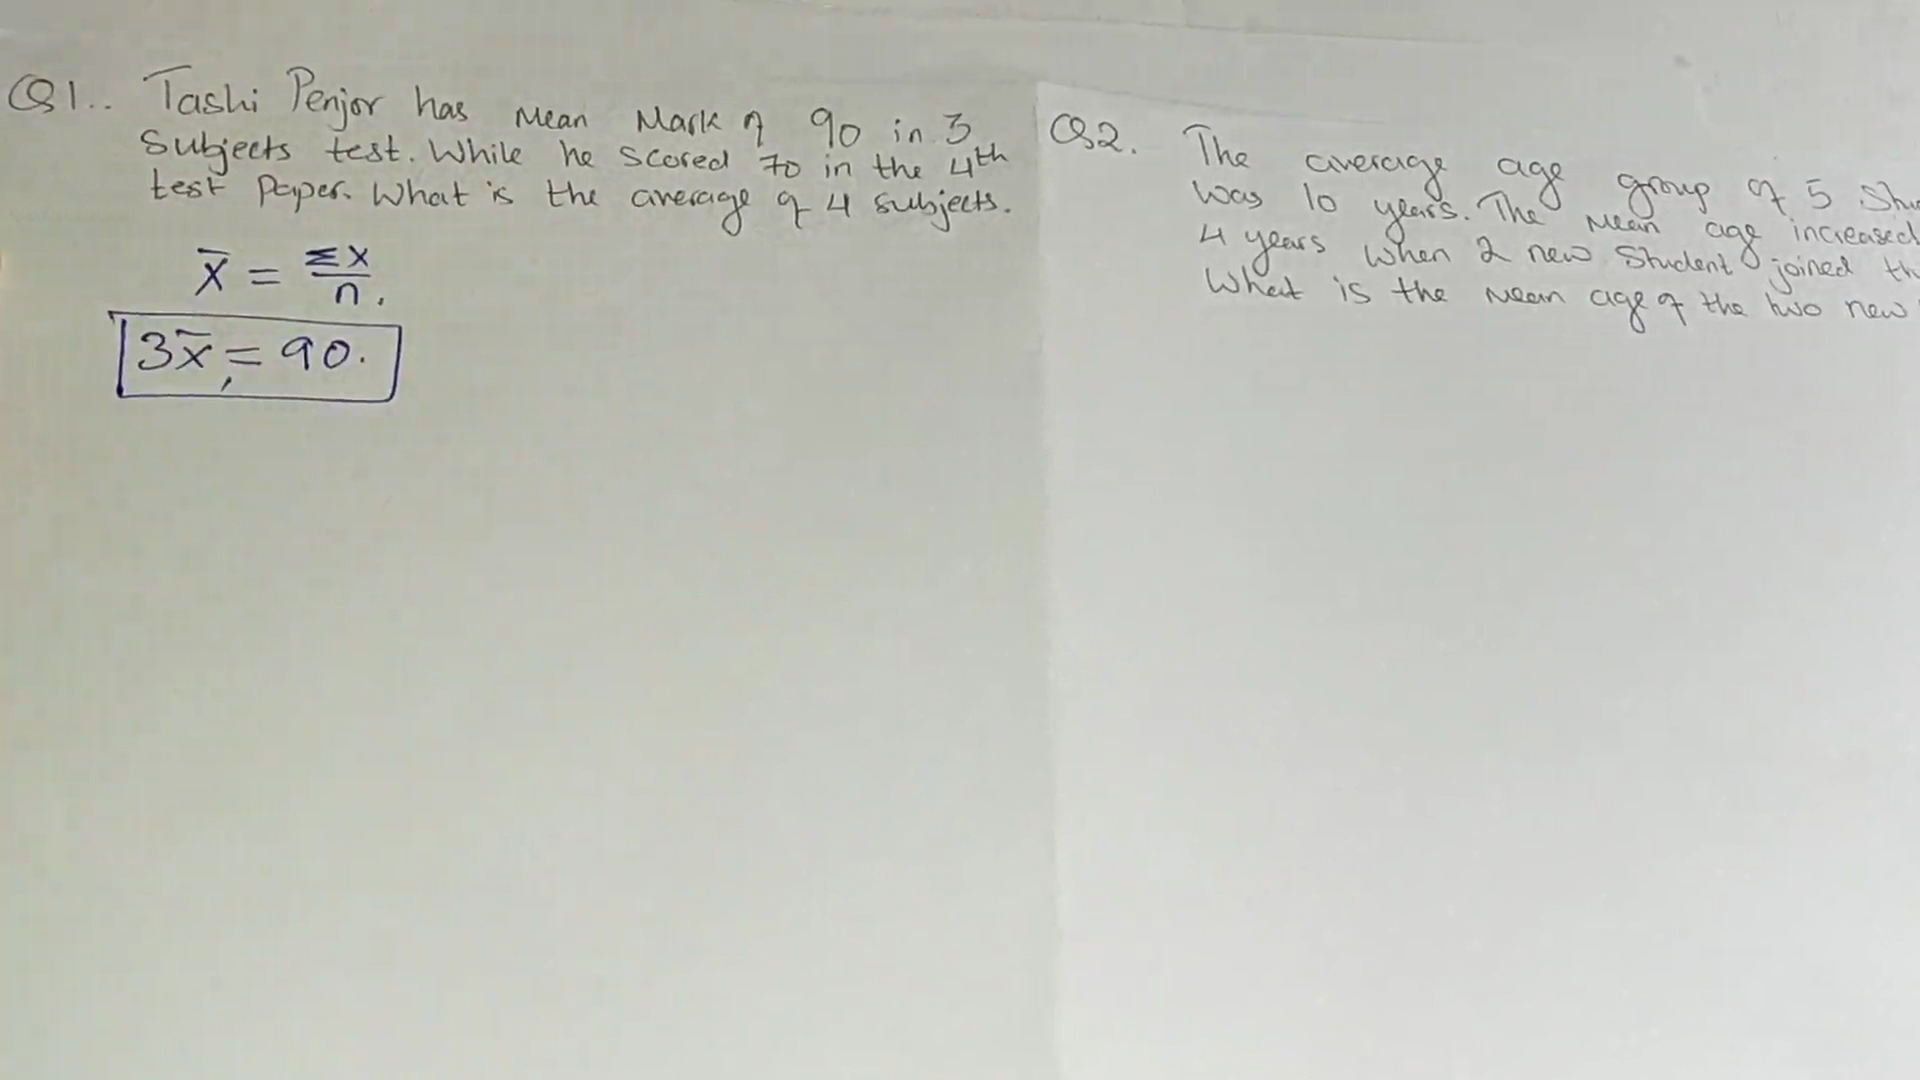 Q1.. Tashi Penjor has Mean Mark of 90 in 3
Subjects test. While he scored 70 in the 4th
test Paper. What is the average of 4 subjects.
x̄ = Σx/n.
3x̄, = 90.
Q2. The average age group of 5
was 10 years. The Mean age increased
4 years when 2 new Student joined
What is the Mean age of the two new